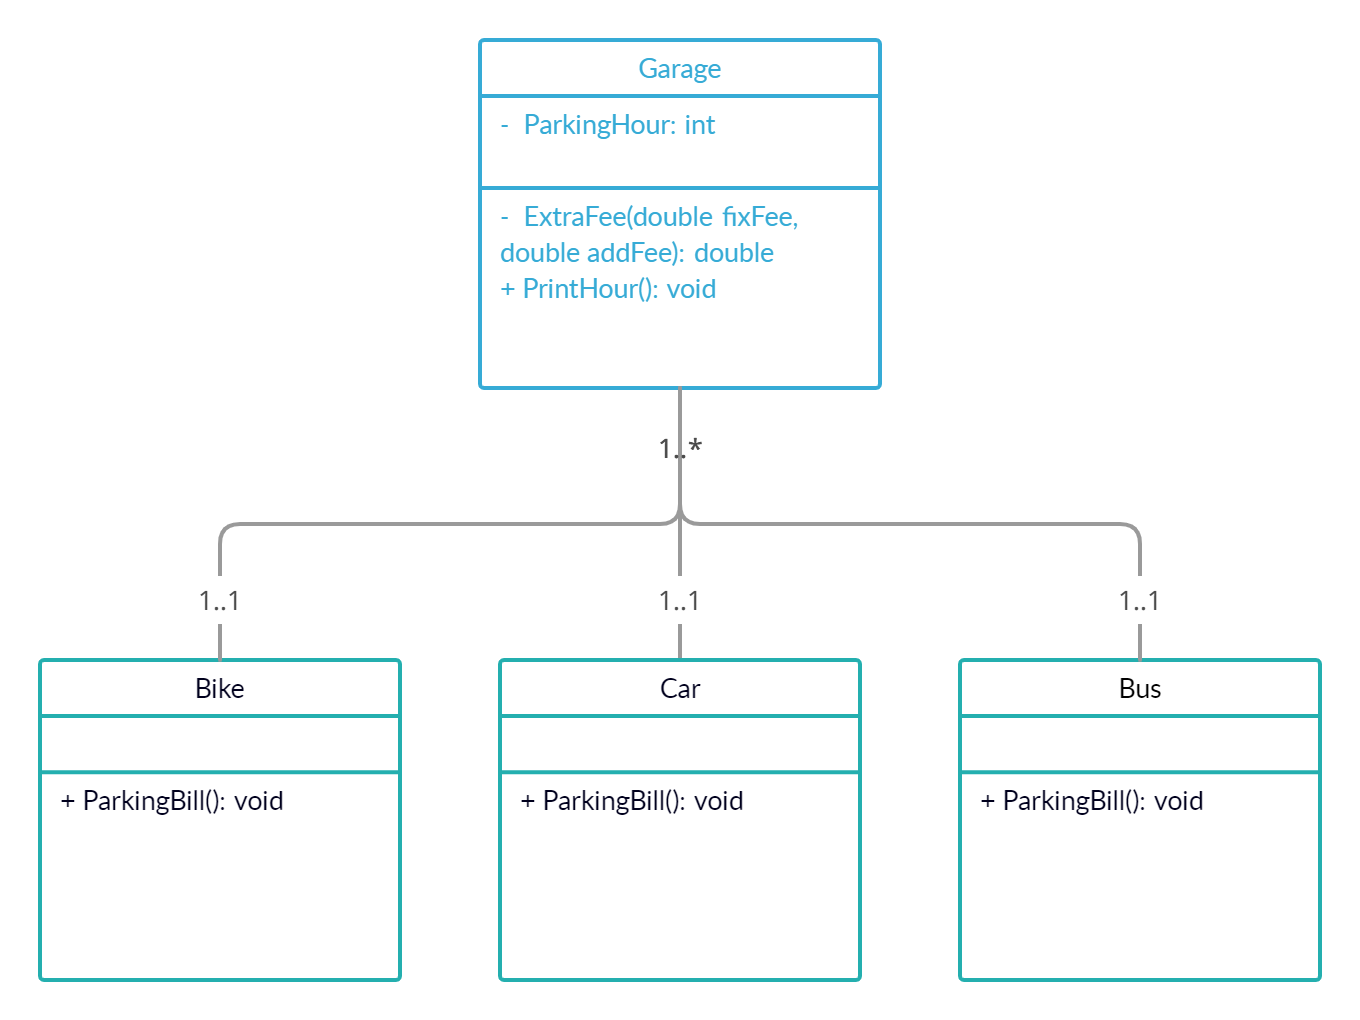 Garage
- ParkingHour: int
- ExtraFee(double fixFee,
double addFee): double
+ PrintHour(): void
1..*
1..1
1..1
1..1
Bike
Car
Bus
+ ParkingBill(): void
+ ParkingBill(): void
+ ParkingBill(): void